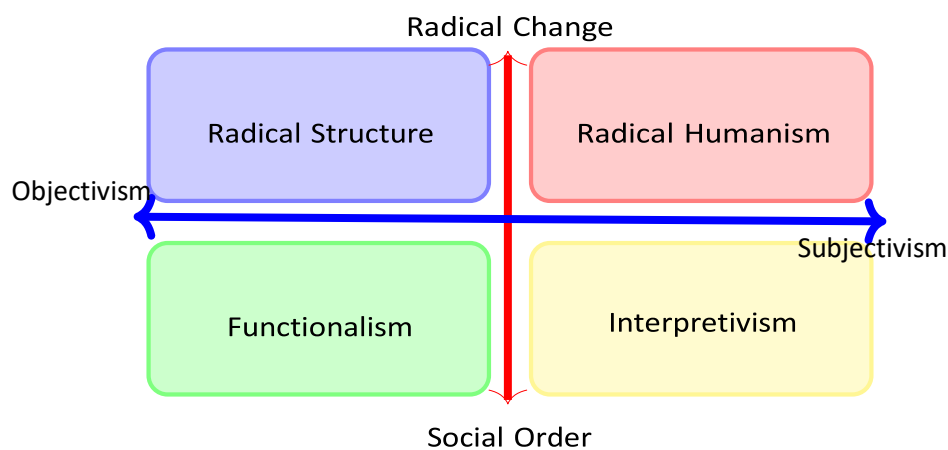 Radical Change
Radical Structure
Radical Humanism
Objectivism
Subjectivism
Functionalism
Interpretivism
Social Order